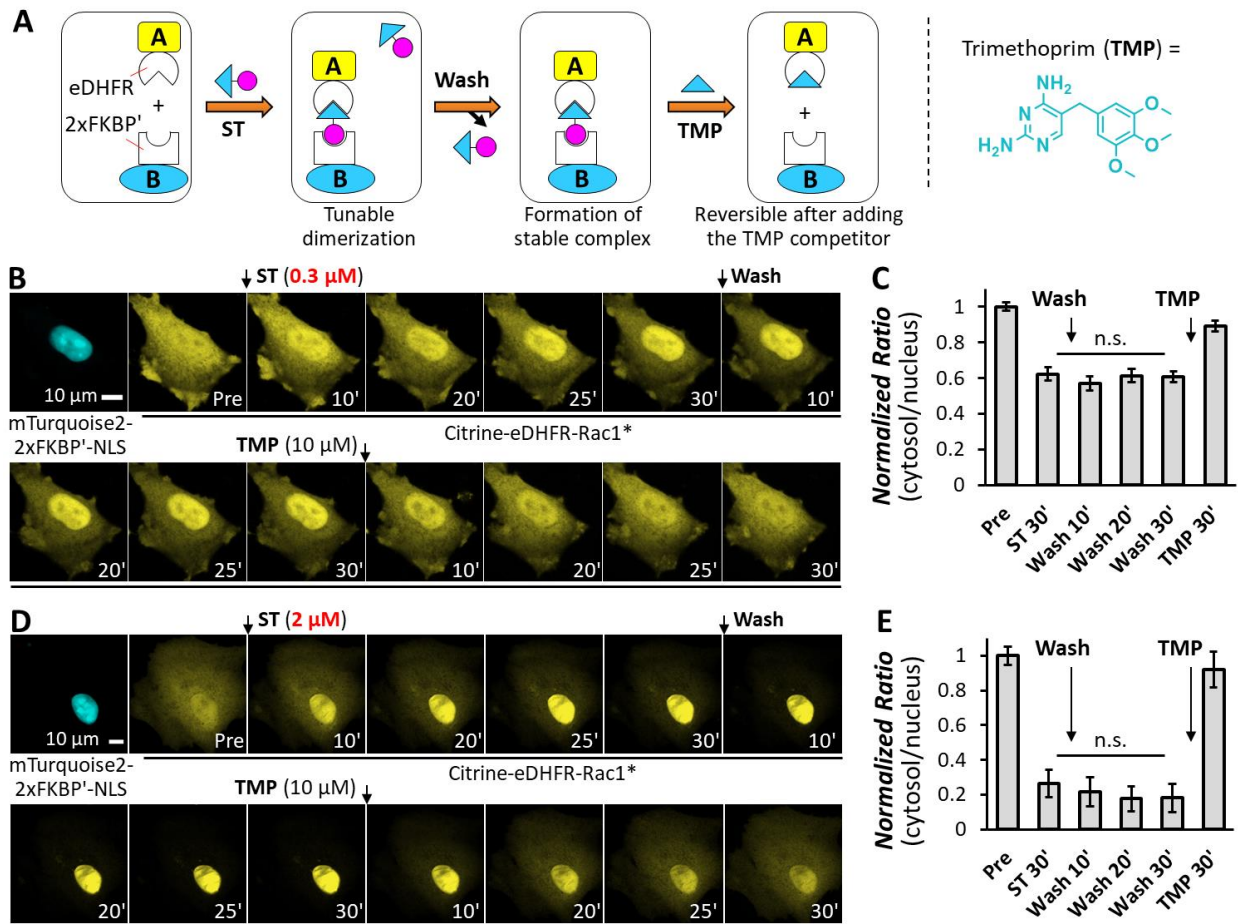 A
eDHFR
A
+
2xFKBP'
B
ST
A
B
Tunable
dimerization
Wash
A
B
Formation of
stable complex
TMP
A
+
B
Reversible after adding
the TMP competitor
Trimethoprim (TMP) =
NH₂
N
H₂N
N
O
O
O
B
ST (0.3 µM)
Wash
10 µm
Pre
10'
20'
25'
30'
10'
mTurquoise2-
2xFKBP'-NLS
Citrine-eDHFR-Rac1*
TMP (10 µM)
20'
25'
30'
10'
20'
25'
30'
C
Normalized Ratio
(cytosol/nucleus)
1
0.8
0.6
0.4
0.2
0
Wash
TMP
n.s.
Pre
ST 30'
Wash 10'
Wash 20'
Wash 30'
TMP 30'
D
ST (2 µM)
Wash
10 µm
Pre
10'
20'
25'
30'
10'
mTurquoise2-
2xFKBP'-NLS
Citrine-eDHFR-Rac1*
TMP (10 µM)
20'
25'
30'
10'
20'
25'
30'
E
Normalized Ratio
(cytosol/nucleus)
1
0.8
0.6
0.4
0.2
0
Wash
TMP
n.s.
Pre
ST 30'
Wash 10'
Wash 20'
Wash 30'
TMP 30'